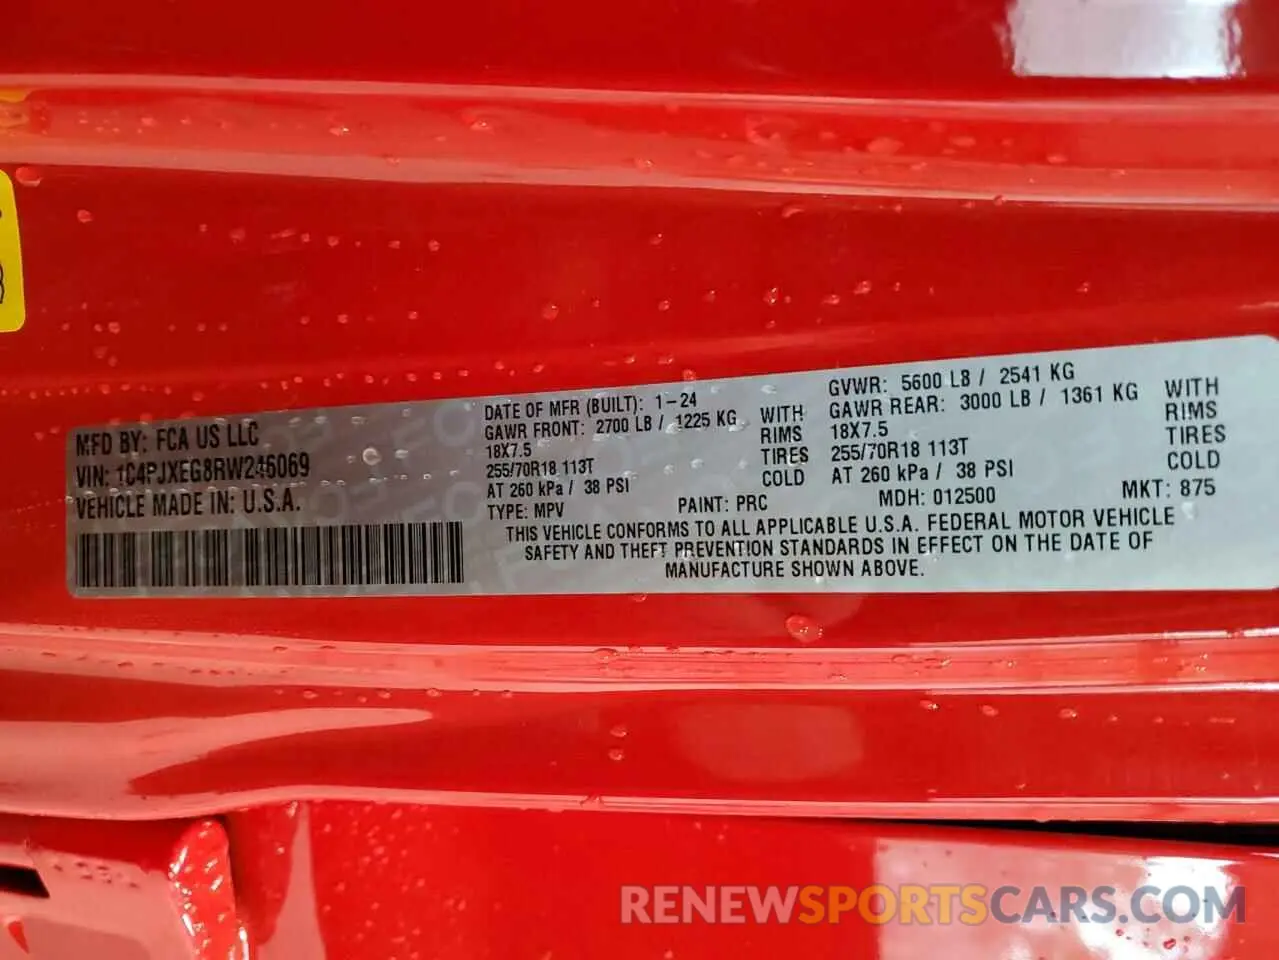 MFD BY: FCA US LLC
VIN: 1C4PJXEG8RW246069
VEHICLE MADE IN: U.S.A.
DATE OF MFR (BUILT): 1-24
GAWR FRONT: 2700 LB / 1225 KG WITH
18X7.5 RIMS
255/70R18 113T TIRES
AT 260 kPa / 38 PSI COLD
GVWR: 5600 LB / 2541 KG
GAWR REAR: 3000 LB / 1361 KG WITH
18X7.5 RIMS
255/70R18 113T TIRES
AT 260 kPa / 38 PSI COLD
TYPE: MPV PAINT: PRC MDH: 012500 MKT: 875
THIS VEHICLE CONFORMS TO ALL APPLICABLE U.S.A. FEDERAL MOTOR VEHICLE
SAFETY AND THEFT PREVENTION STANDARDS IN EFFECT ON THE DATE OF
MANUFACTURE SHOWN ABOVE.
RENEWSPORTSCARS.COM